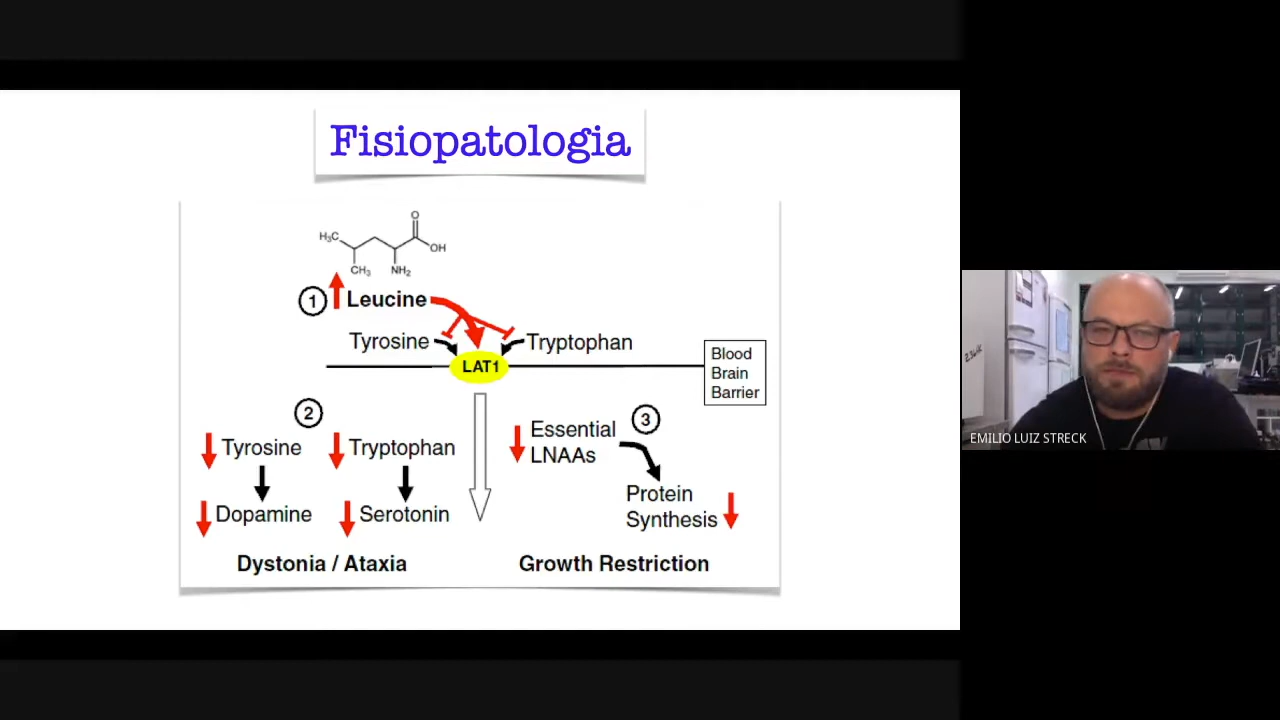 Fisiopatologia
O
H₃C
OH
CH₃
NH₂
1
Leucine
Tyrosine
Tryptophan
LAT1
Blood
Brain
Barrier
2
Tyrosine
Tryptophan
Dopamine
Serotonin
Dystonia / Ataxia
3
Essential
LNAAs
Protein
Synthesis
Growth Restriction
EMILIO LUIZ STRECK